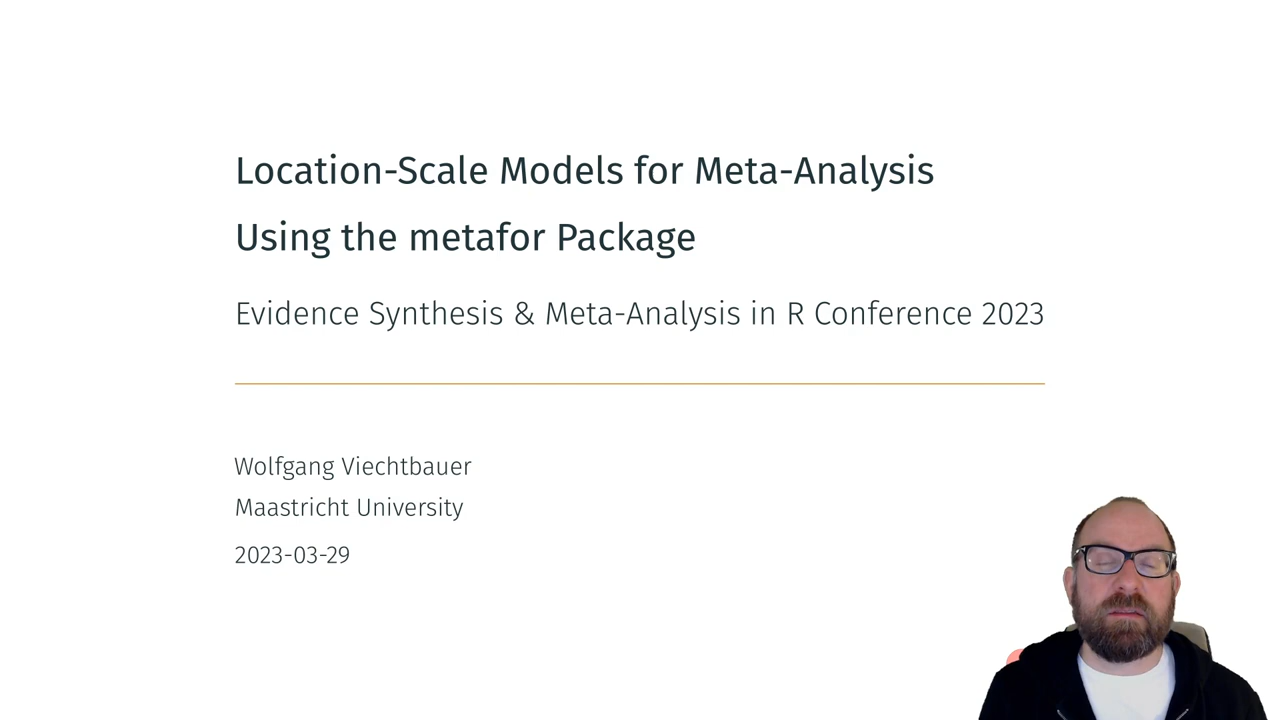 Location-Scale Models for Meta-Analysis
Using the metafor Package
Evidence Synthesis & Meta-Analysis in R Conference 2023
Wolfgang Viechtbauer
Maastricht University
2023-03-29